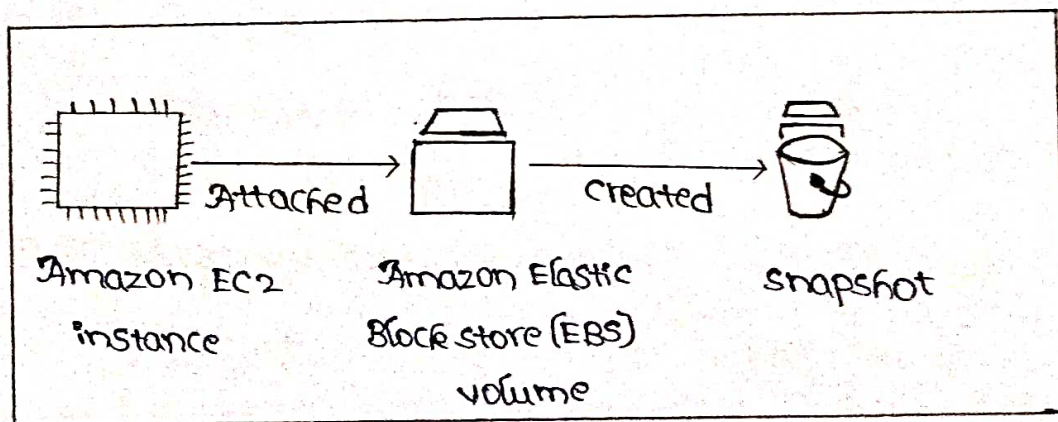 Attached
created
Amazon EC2
instance
Amazon Elastic
Block store (EBS)
volume
snapshot